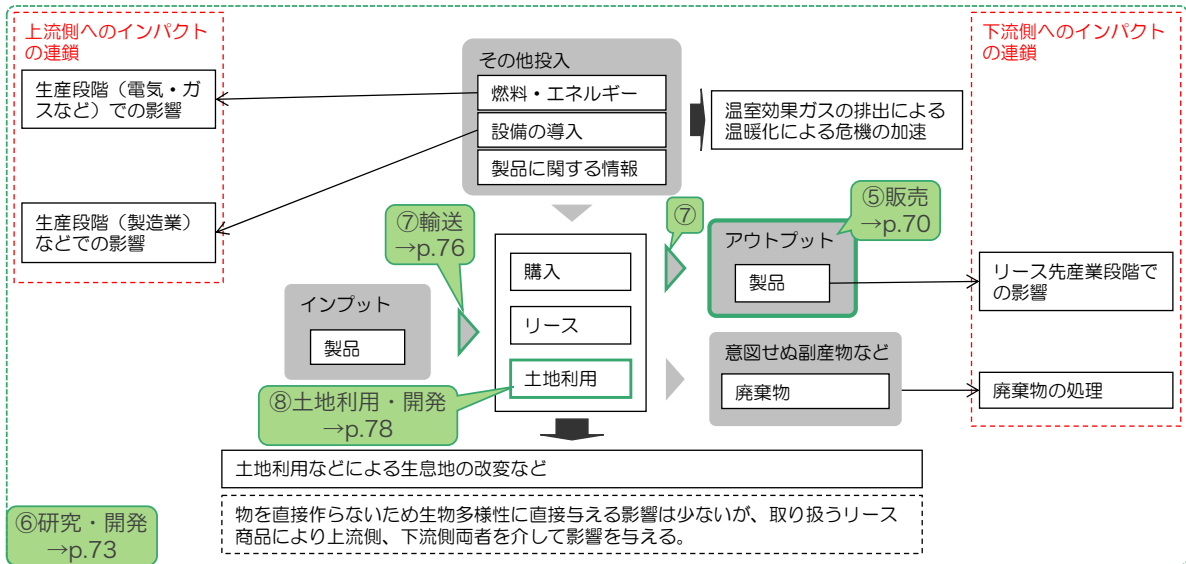 上流側へのインパクト
の連鎖
生産段階（電気・ガ
スなど）での影響
生産段階（製造業）
などでの影響
その他投入
燃料・エネルギー
設備の導入
製品に関する情報
温室効果ガスの排出による
温暖化による危機の加速
下流側へのインパクト
の連鎖
⑦輸送
→p.76
⑦
⑤販売
→p.70
アウトプット
製品
リース先産業段階で
の影響
インプット
製品
購入
リース
土地利用
意図せぬ副産物など
廃棄物
廃棄物の処理
⑧土地利用・開発
→p.78
土地利用などによる生息地の改変など
物を直接作らないため生物多様性に直接与える影響は少ないが、取り扱うリース
商品により上流側、下流側両者を介して影響を与える。
⑥研究・開発
→p.73